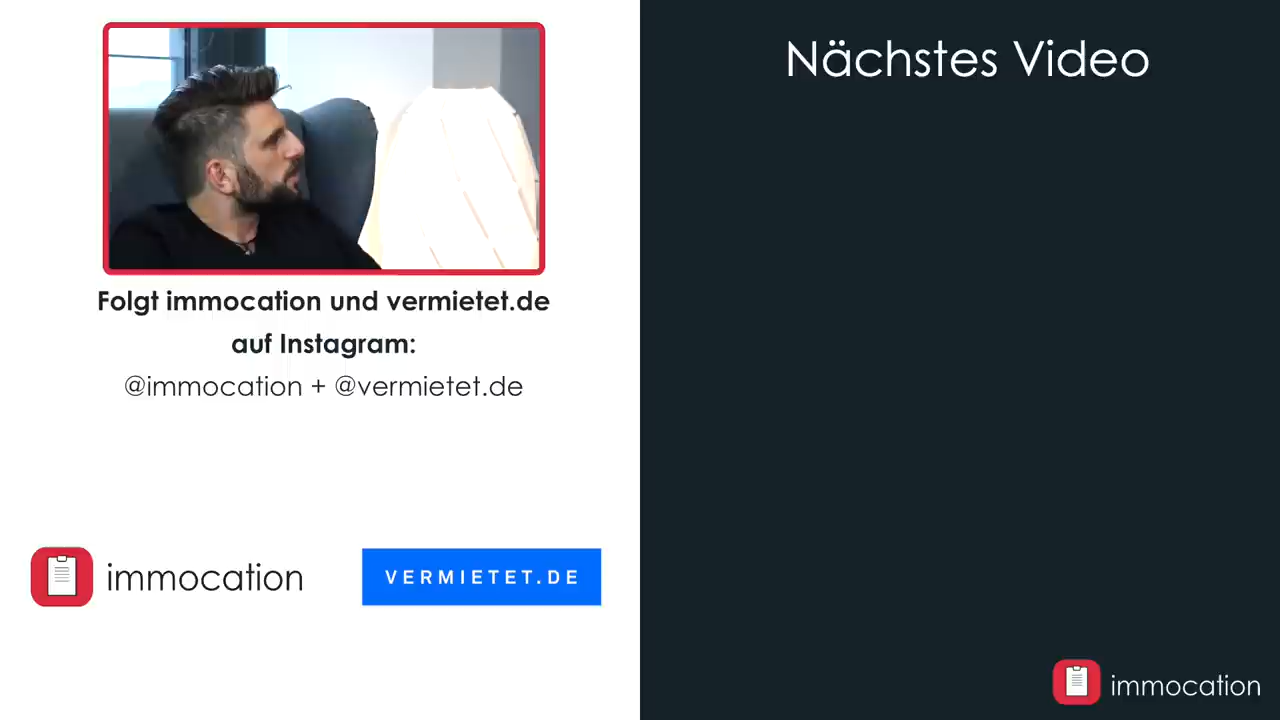 Folgt immocation und vermietet.de
auf Instagram:
@immocation + @vermietet.de
immocation
VERMIETET.DE
Nächstes Video
immocation